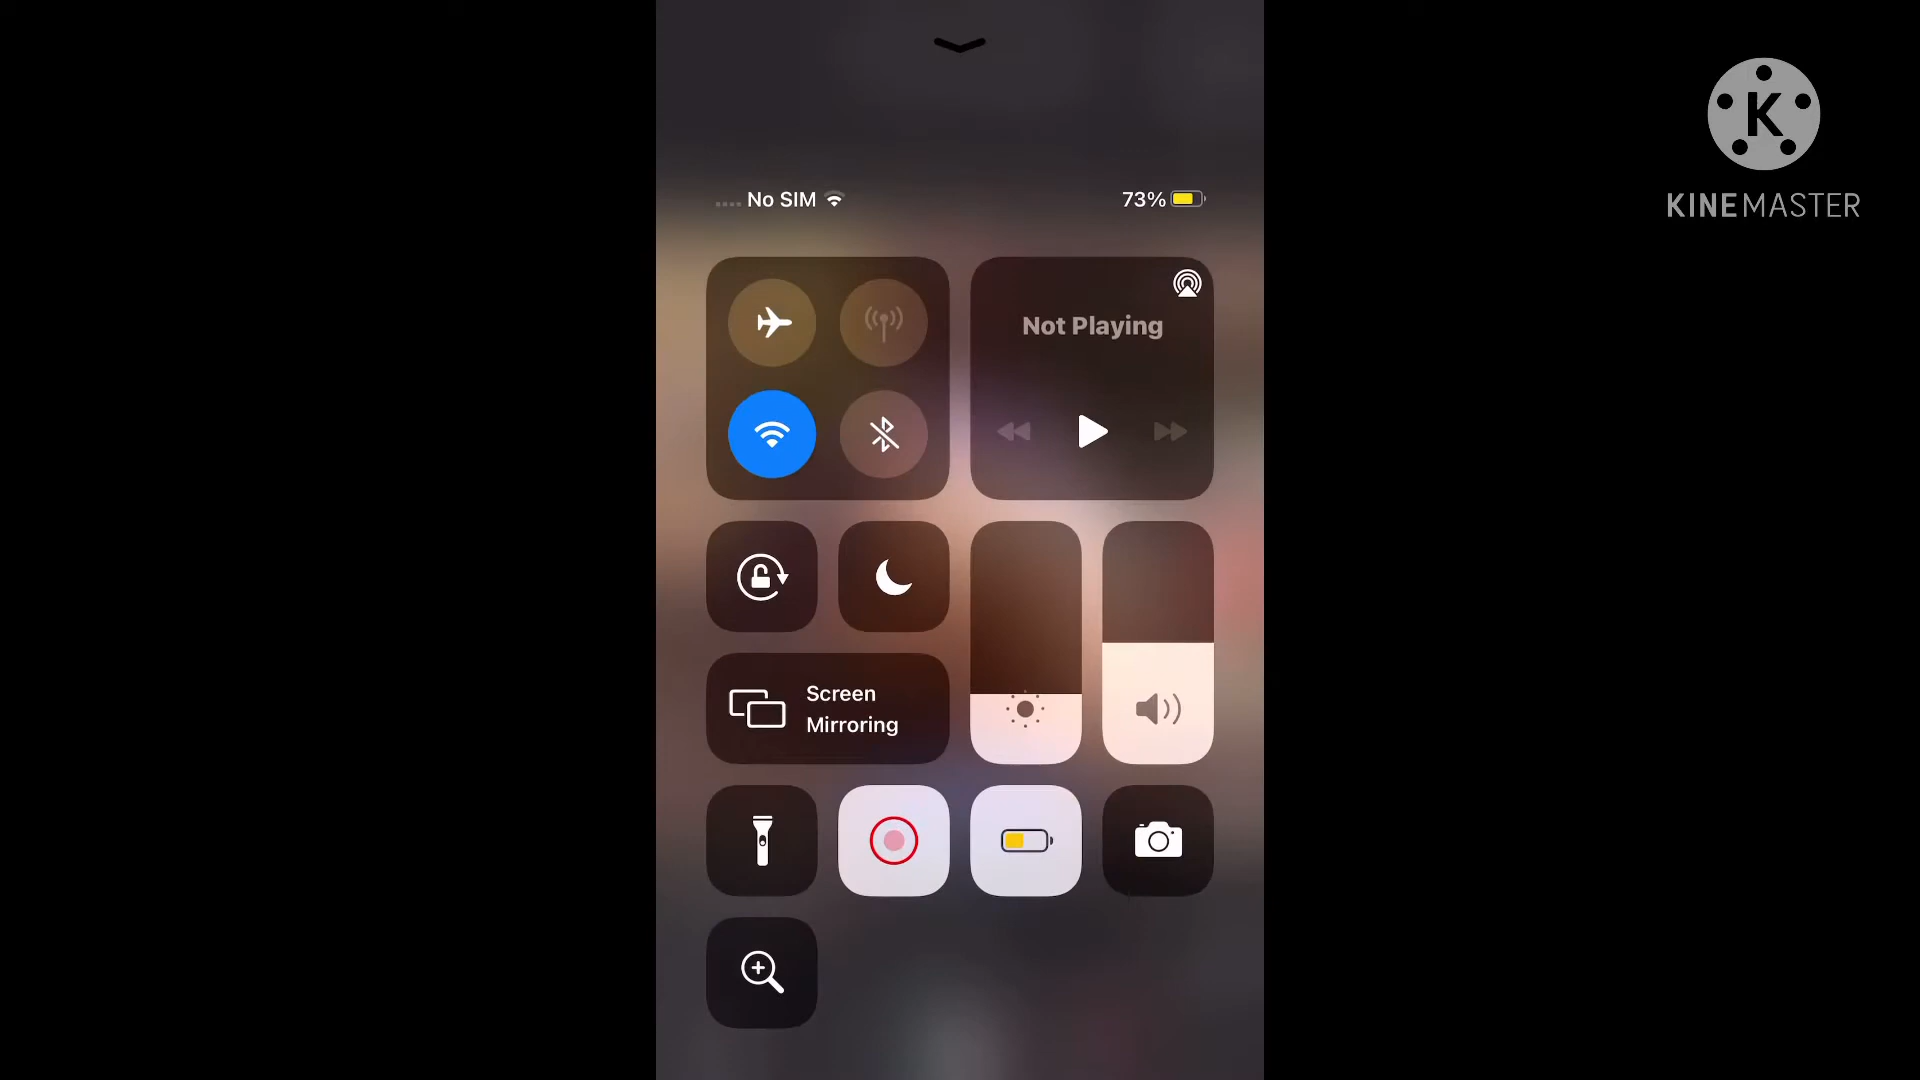 No SIM
73%
Not Playing
Screen
Mirroring
K
KINEMASTER